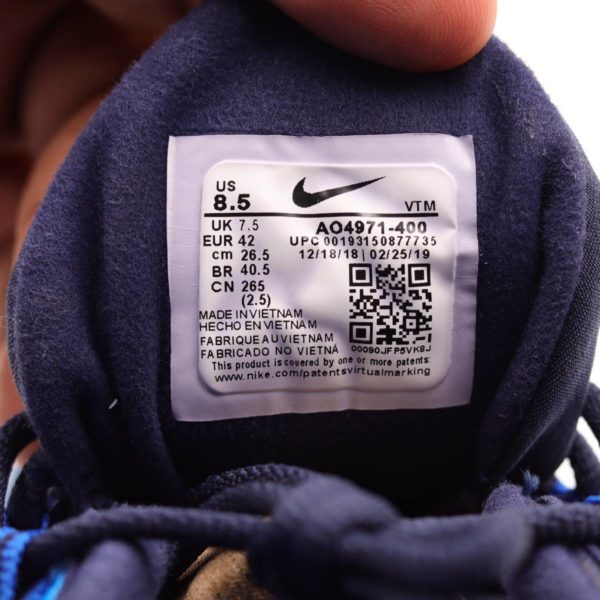 US
8.5
VTM
UK 7.5
AO4971-400
EUR 42
UPC 00193150877735
cm 26.5
12/18/18 | 02/25/19
BR 40.5
CN 265
(2.5)
MADE IN VIETNAM
HECHO EN VIETNAM
FABRIQUE AU VIETNAM
FABRICADO NO VIETNÃ
00090JFP5VK8J
This product is covered by one or more patents:
www.nike.com/patentsvirtualmarking